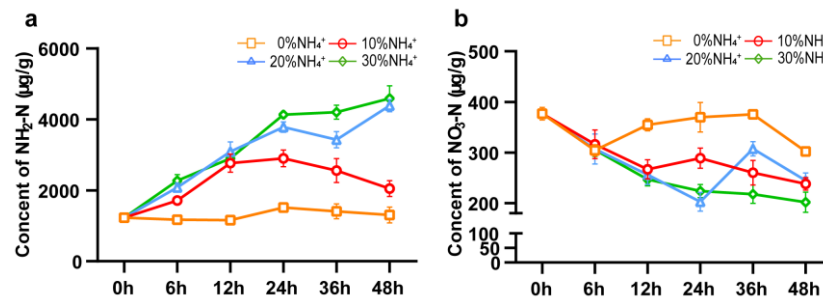 a
0%NH₄⁺ 10%NH₄⁺
20%NH₄⁺ 30%NH₄⁺
Concent of NH₂-N (μg/g)
6000
4000
2000
0
0h 6h 12h 24h 36h 48h
b
0%NH₄⁺ 10%NH
20%NH₄⁺ 30%NH
Concent of NO₃-N (μg/g)
500
400
300
200
100
50
0
0h 6h 12h 24h 36h 48h